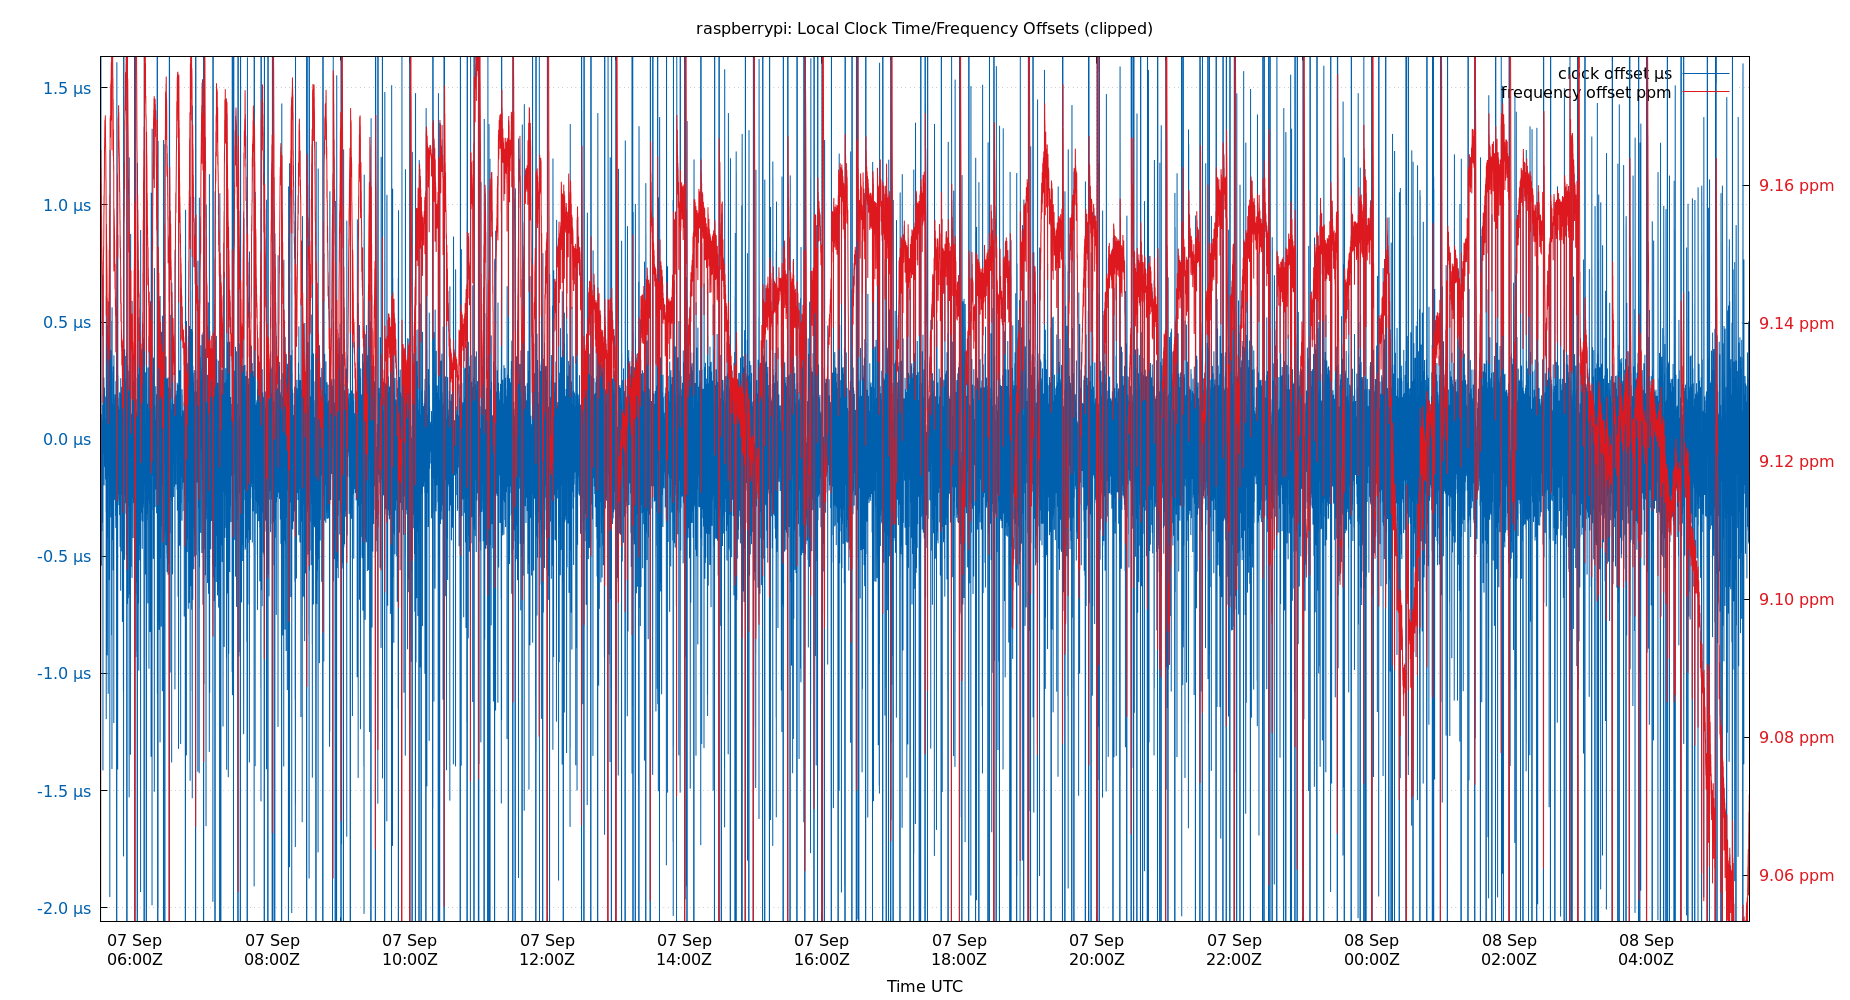 raspberrypi: Local Clock Time/Frequency Offsets (clipped)
clock offset µs
frequency offset ppm
1.5 µs
1.0 µs
0.5 µs
0.0 µs
-0.5 µs
-1.0 µs
-1.5 µs
-2.0 µs
9.16 ppm
9.14 ppm
9.12 ppm
9.10 ppm
9.08 ppm
9.06 ppm
07 Sep 07 Sep 07 Sep 07 Sep 07 Sep 07 Sep 07 Sep 07 Sep 07 Sep 08 Sep 08 Sep 08 Sep
06:00Z 08:00Z 10:00Z 12:00Z 14:00Z 16:00Z 18:00Z 20:00Z 22:00Z 00:00Z 02:00Z 04:00Z
Time UTC